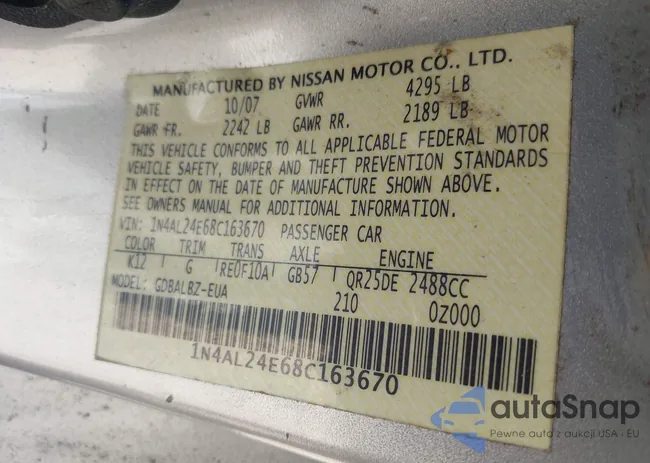 MANUFACTURED BY NISSAN MOTOR CO., LTD.
DATE 10/07 GVWR 4295 LB
GAWR FR. 2242 LB GAWR RR. 2189 LB
THIS VEHICLE CONFORMS TO ALL APPLICABLE FEDERAL MOTOR
VEHICLE SAFETY, BUMPER AND THEFT PREVENTION STANDARDS
IN EFFECT ON THE DATE OF MANUFACTURE SHOWN ABOVE.
SEE OWNERS MANUAL FOR ADDITIONAL INFORMATION.
VIN: 1N4AL24E68C163670 PASSENGER CAR
COLOR TRIM TRANS AXLE ENGINE
K12 G RE0F10A GB57 QR25DE 2488CC
MODEL: GDBALBZ-EUA 210 0Z000
1N4AL24E68C163670
autaSnap
Pewne auto z aukcji USA i EU